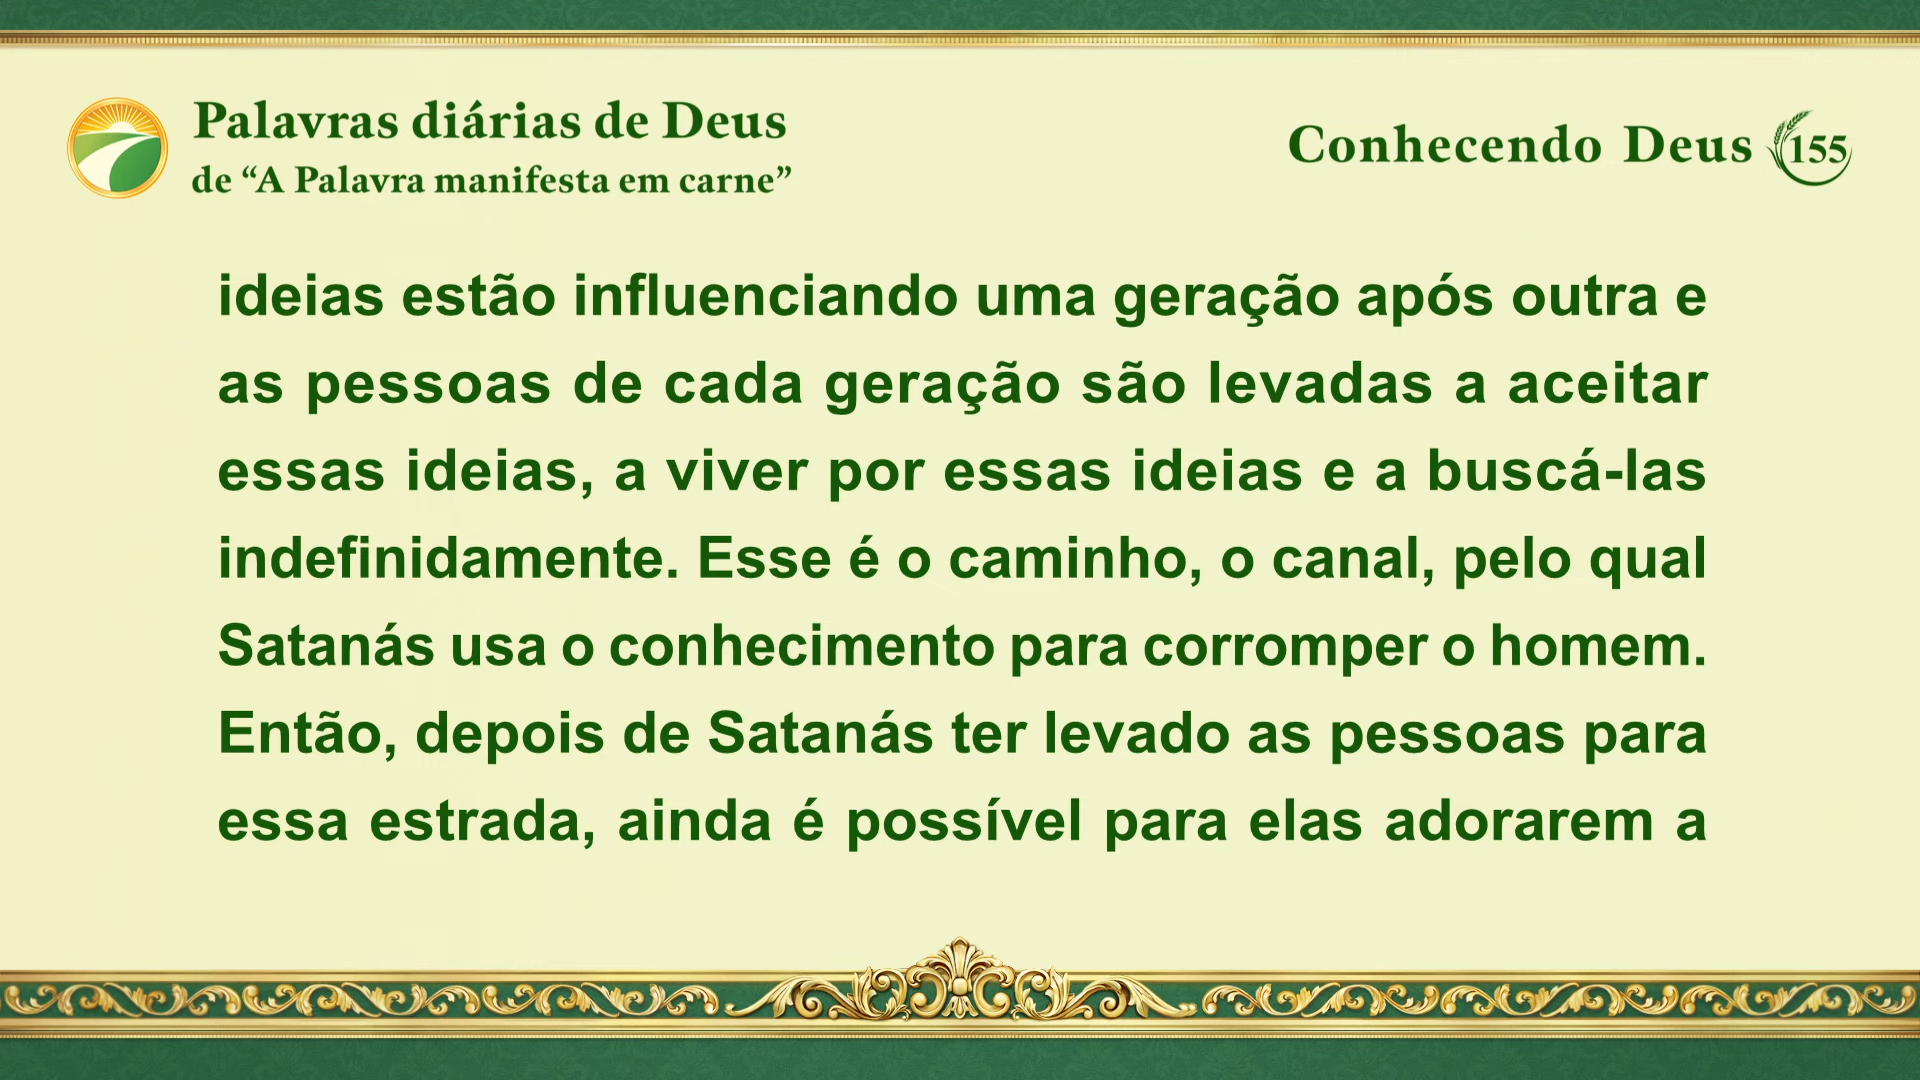 Palavras diárias de Deus
de “A Palavra manifesta em carne”
Conhecendo Deus 155
ideias estão influenciando uma geração após outra e
as pessoas de cada geração são levadas a aceitar
essas ideias, a viver por essas ideias e a buscá-las
indefinidamente. Esse é o caminho, o canal, pelo qual
Satanás usa o conhecimento para corromper o homem.
Então, depois de Satanás ter levado as pessoas para
essa estrada, ainda é possível para elas adorarem a